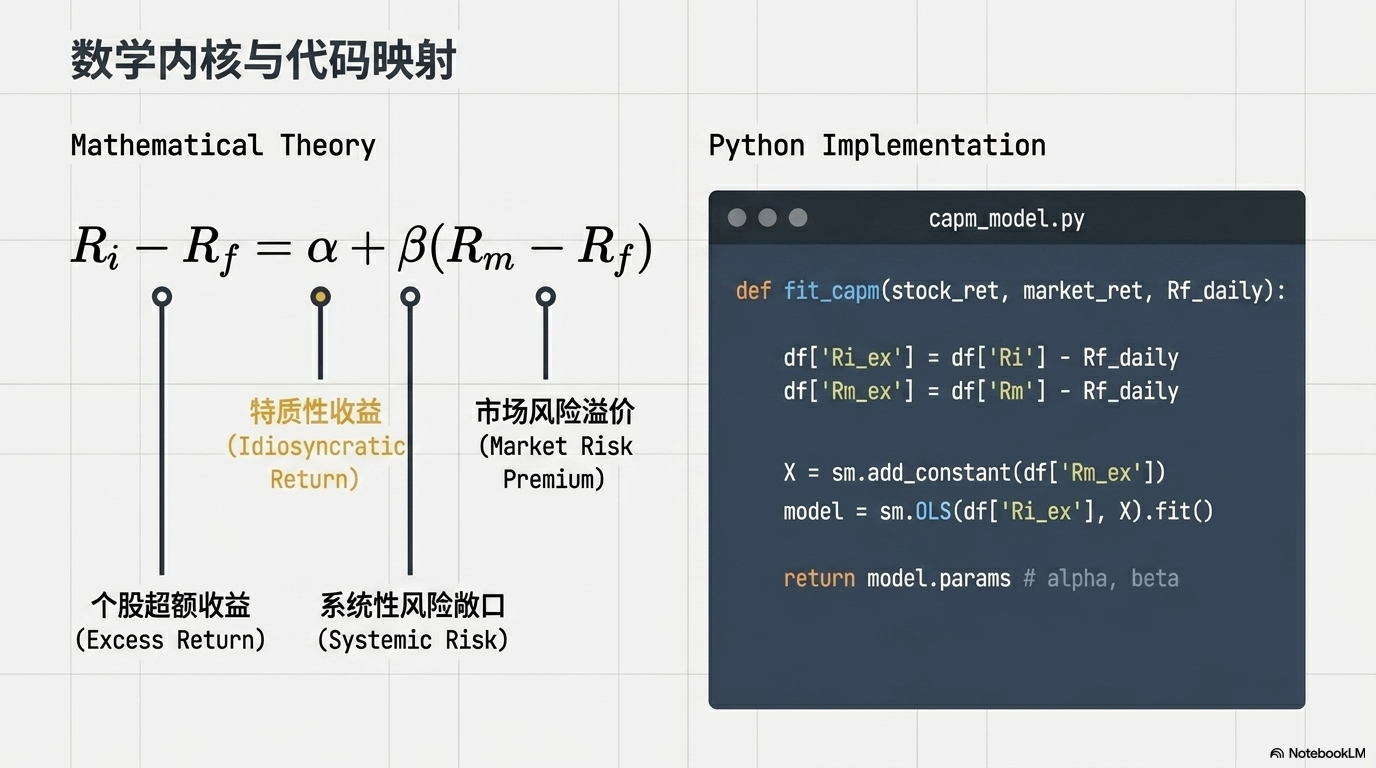 数学内核与代码映射
Mathematical Theory
R_i − R_f = α + β(R_m − R_f)
特质性收益
(Idiosyncratic
Return)
市场风险溢价
(Market Risk
Premium)
个股超额收益
(Excess Return)
系统性风险敞口
(Systemic Risk)
Python Implementation
capm_model.py
def fit_capm(stock_ret, market_ret, Rf_daily):
df['Ri_ex'] = df['Ri'] - Rf_daily
df['Rm_ex'] = df['Rm'] - Rf_daily
X = sm.add_constant(df['Rm_ex'])
model = sm.OLS(df['Ri_ex'], X).fit()
return model.params # alpha, beta
NotebookLM